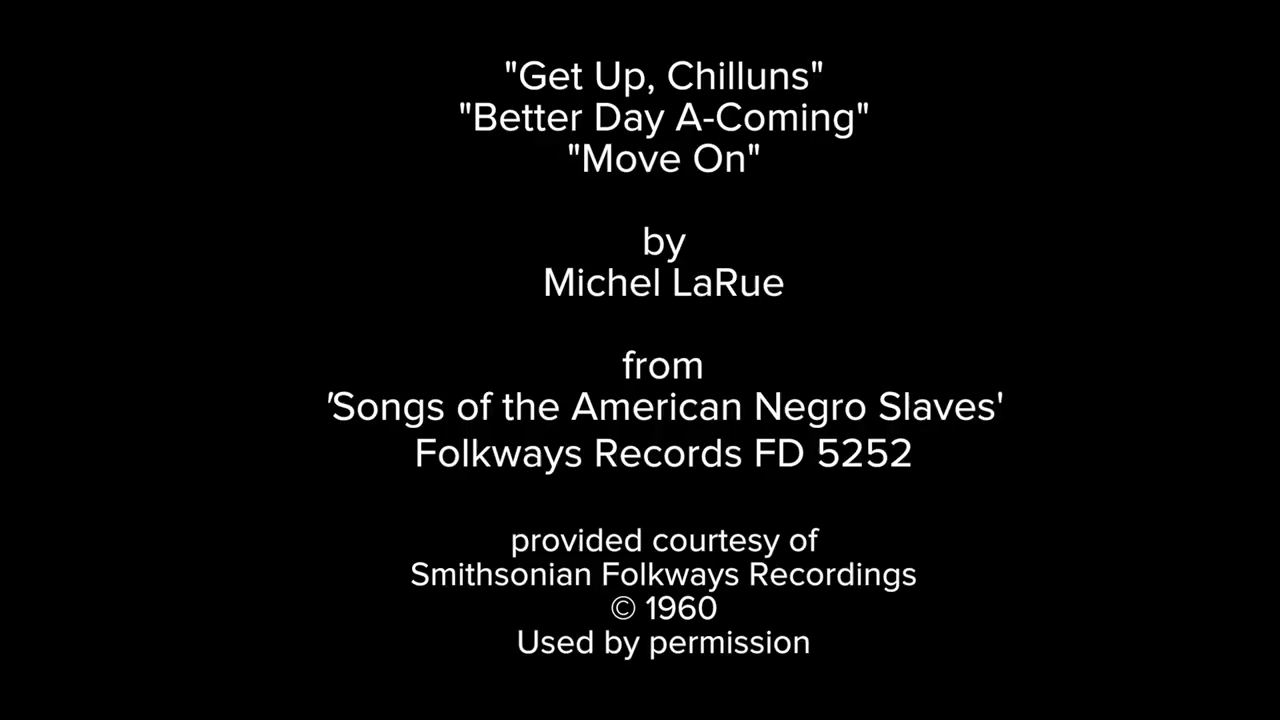 "Get Up, Chilluns"
"Better Day A-Coming"
"Move On"
by
Michel LaRue
from
'Songs of the American Negro Slaves'
Folkways Records FD 5252
provided courtesy of
Smithsonian Folkways Recordings
© 1960
Used by permission